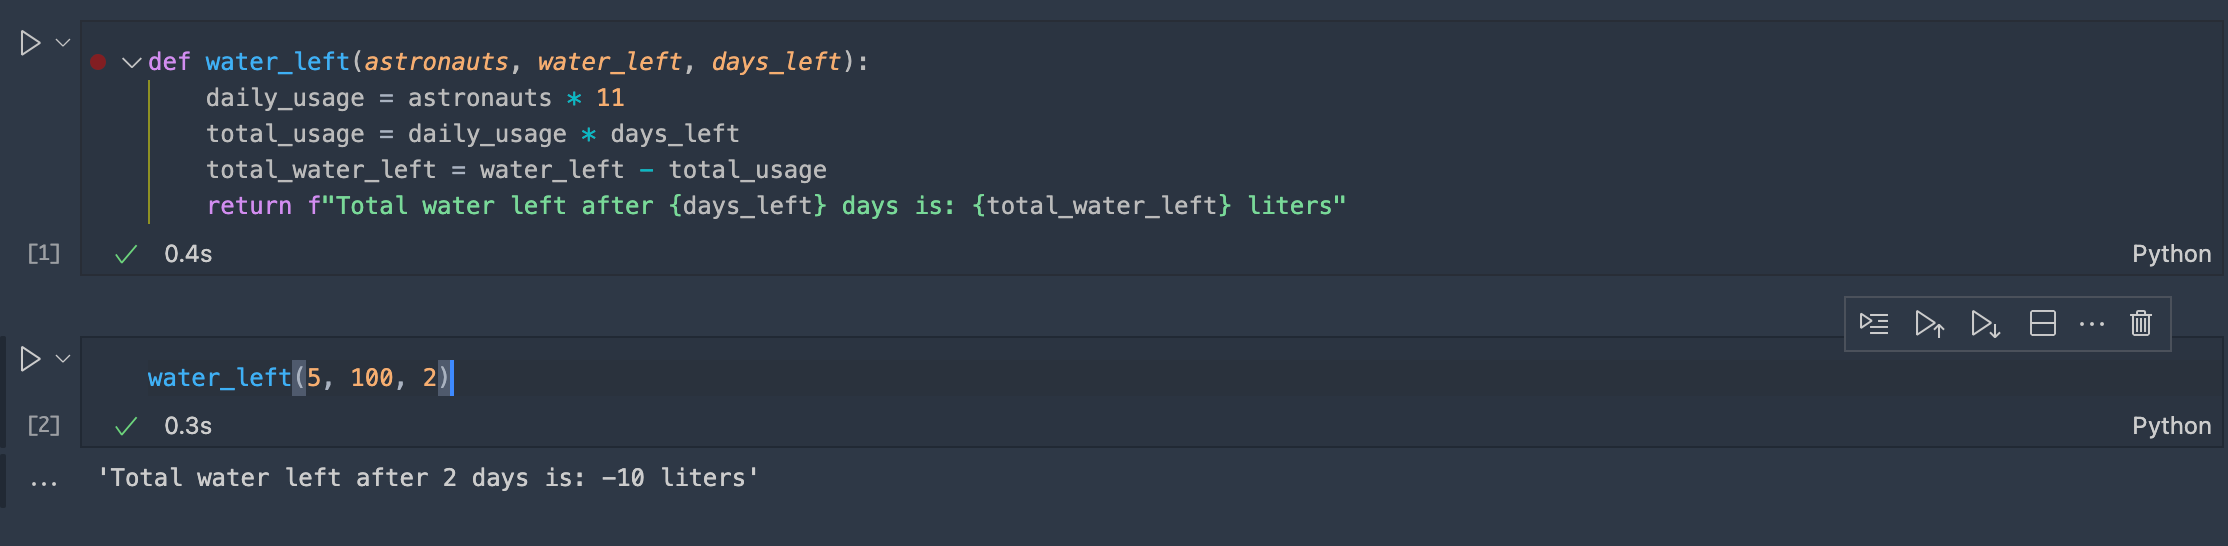 def water_left(astronauts, water_left, days_left):
    daily_usage = astronauts * 11
    total_usage = daily_usage * days_left
    total_water_left = water_left - total_usage
    return f"Total water left after {days_left} days is: {total_water_left} liters"
[1] 0.4s Python
water_left(5, 100, 2)
[2] 0.3s Python
... 'Total water left after 2 days is: -10 liters'